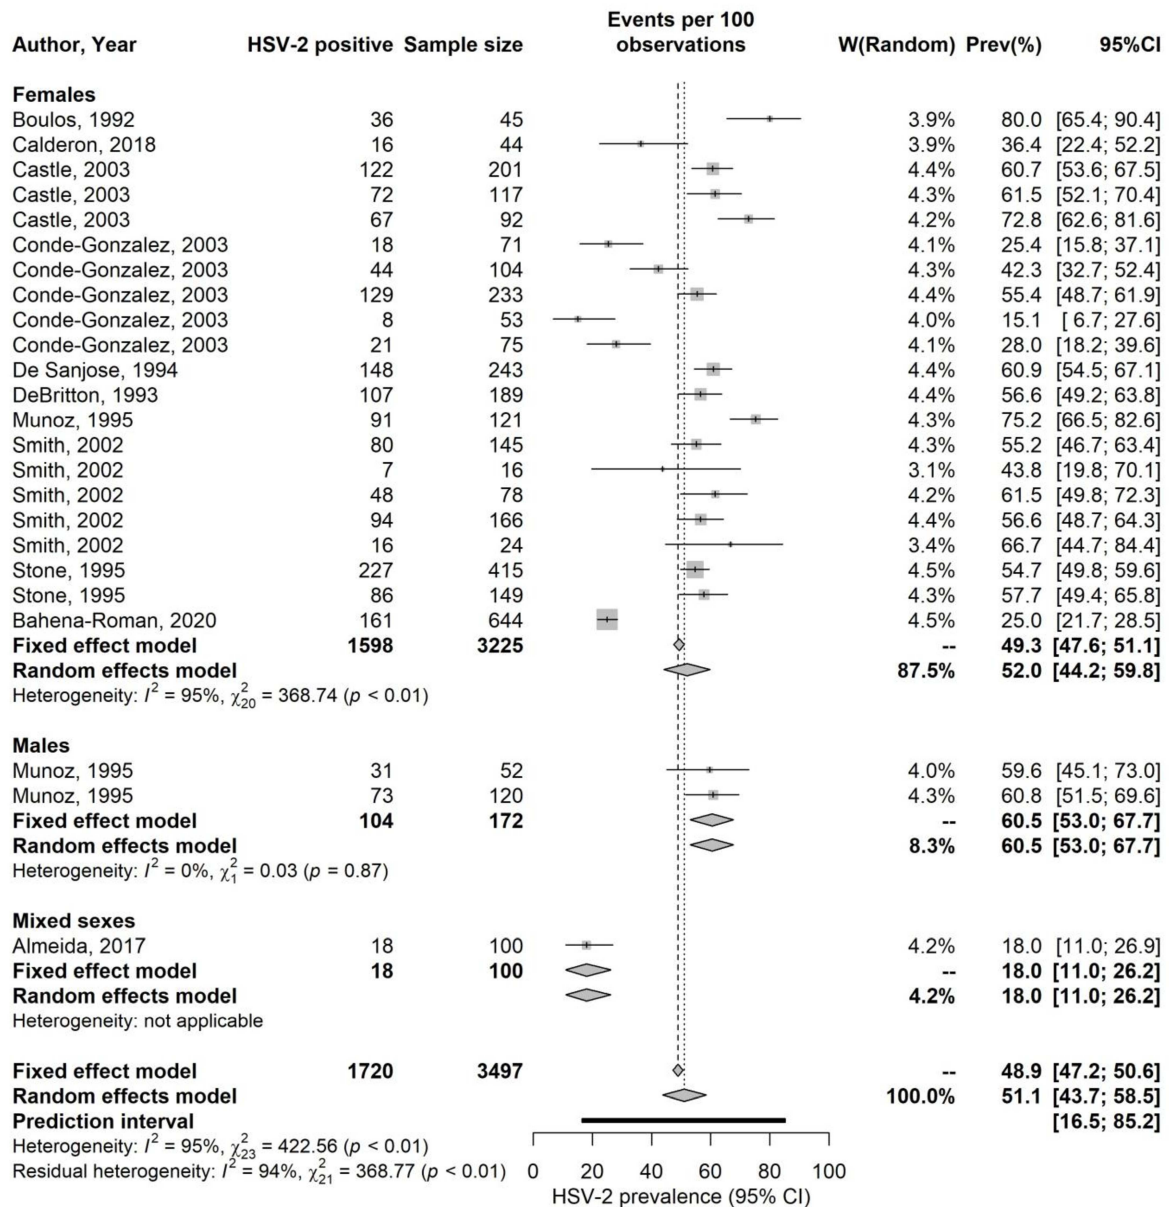 Author, Year HSV-2 positive Sample size Events per 100 observations W(Random) Prev(%) 95%CI
Females
Boulos, 1992 36 45 3.9% 80.0 [65.4; 90.4]
Calderon, 2018 16 44 3.9% 36.4 [22.4; 52.2]
Castle, 2003 122 201 4.4% 60.7 [53.6; 67.5]
Castle, 2003 72 117 4.3% 61.5 [52.1; 70.4]
Castle, 2003 67 92 4.2% 72.8 [62.6; 81.6]
Conde-Gonzalez, 2003 18 71 4.1% 25.4 [15.8; 37.1]
Conde-Gonzalez, 2003 44 104 4.3% 42.3 [32.7; 52.4]
Conde-Gonzalez, 2003 129 233 4.4% 55.4 [48.7; 61.9]
Conde-Gonzalez, 2003 8 53 4.0% 15.1 [ 6.7; 27.6]
Conde-Gonzalez, 2003 21 75 4.1% 28.0 [18.2; 39.6]
De Sanjose, 1994 148 243 4.4% 60.9 [54.5; 67.1]
DeBritton, 1993 107 189 4.4% 56.6 [49.2; 63.8]
Munoz, 1995 91 121 4.3% 75.2 [66.5; 82.6]
Smith, 2002 80 145 4.3% 55.2 [46.7; 63.4]
Smith, 2002 7 16 3.1% 43.8 [19.8; 70.1]
Smith, 2002 48 78 4.2% 61.5 [49.8; 72.3]
Smith, 2002 94 166 4.4% 56.6 [48.7; 64.3]
Smith, 2002 16 24 3.4% 66.7 [44.7; 84.4]
Stone, 1995 227 415 4.5% 54.7 [49.8; 59.6]
Stone, 1995 86 149 4.3% 57.7 [49.4; 65.8]
Bahena-Roman, 2020 161 644 4.5% 25.0 [21.7; 28.5]
Fixed effect model 1598 3225 -- 49.3 [47.6; 51.1]
Random effects model 87.5% 52.0 [44.2; 59.8]
Heterogeneity: I² = 95%, χ²₂₀ = 368.74 (p < 0.01)
Males
Munoz, 1995 31 52 4.0% 59.6 [45.1; 73.0]
Munoz, 1995 73 120 4.3% 60.8 [51.5; 69.6]
Fixed effect model 104 172 -- 60.5 [53.0; 67.7]
Random effects model 8.3% 60.5 [53.0; 67.7]
Heterogeneity: I² = 0%, χ²₁ = 0.03 (p = 0.87)
Mixed sexes
Almeida, 2017 18 100 4.2% 18.0 [11.0; 26.9]
Fixed effect model 18 100 -- 18.0 [11.0; 26.2]
Random effects model 4.2% 18.0 [11.0; 26.2]
Heterogeneity: not applicable
Fixed effect model 1720 3497 -- 48.9 [47.2; 50.6]
Random effects model 100.0% 51.1 [43.7; 58.5]
Prediction interval [16.5; 85.2]
Heterogeneity: I² = 95%, χ²₂₃ = 422.56 (p < 0.01)
Residual heterogeneity: I² = 94%, χ²₂₁ = 368.77 (p < 0.01)
0 20 40 60 80 100
HSV-2 prevalence (95% CI)